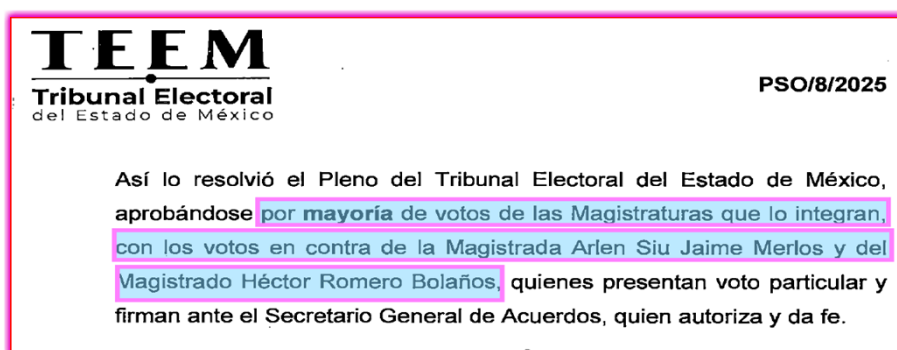 TEEM
Tribunal Electoral
del Estado de México
PSO/8/2025
Así lo resolvió el Pleno del Tribunal Electoral del Estado de México,
aprobándose por mayoría de votos de las Magistraturas que lo integran,
con los votos en contra de la Magistrada Arlen Siu Jaime Merlos y del
Magistrado Héctor Romero Bolaños, quienes presentan voto particular y
firman ante el Secretario General de Acuerdos, quien autoriza y da fe.